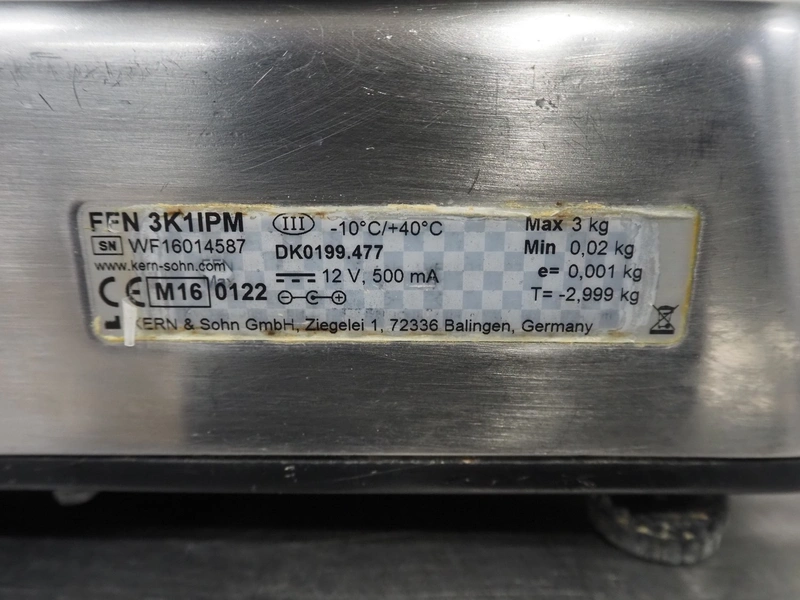 FFN 3K1IPM III -10°C/+40°C Max 3 kg
SN WF16014587 DK0199.477 Min 0,02 kg
www.kern-sohn.com 12 V, 500 mA e= 0,001 kg
CE M16 0122 T= -2,999 kg
KERN & Sohn GmbH, Ziegelei 1, 72336 Balingen, Germany